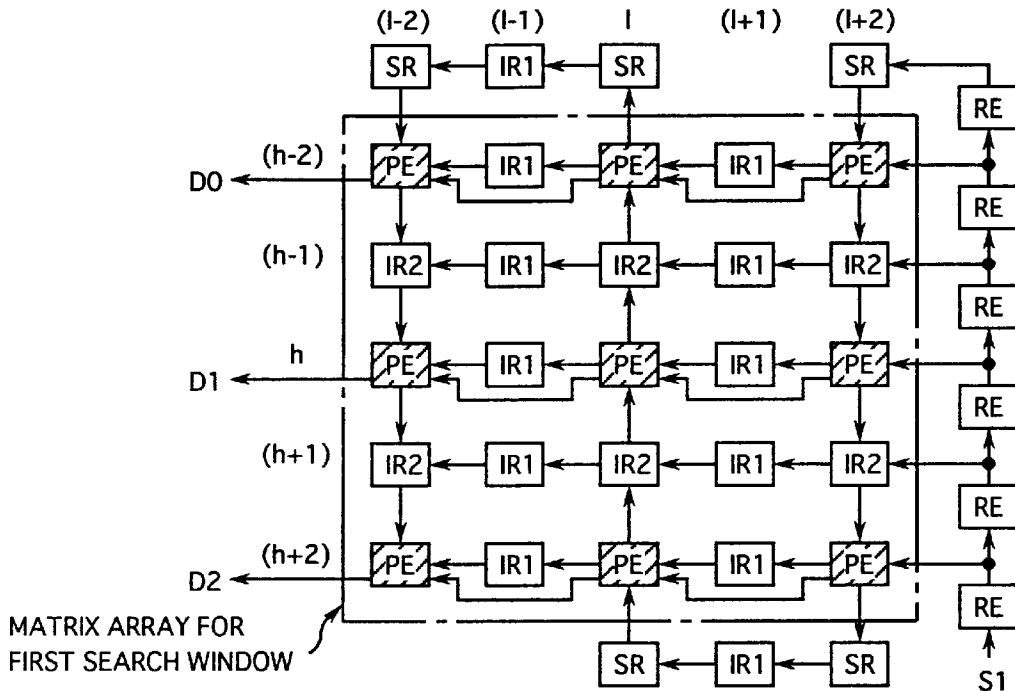 (l-2) (l-1) l (l+1) (l+2)
SR IR1 SR SR
RE
(h-2) PE IR1 PE IR1 PE
D0
RE
(h-1) IR2 IR1 IR2 IR1 IR2
RE
h PE IR1 PE IR1 PE
D1
RE
(h+1) IR2 IR1 IR2 IR1 IR2
RE
(h+2) PE IR1 PE IR1 PE
D2
RE
MATRIX ARRAY FOR
FIRST SEARCH WINDOW
SR IR1 SR
S1